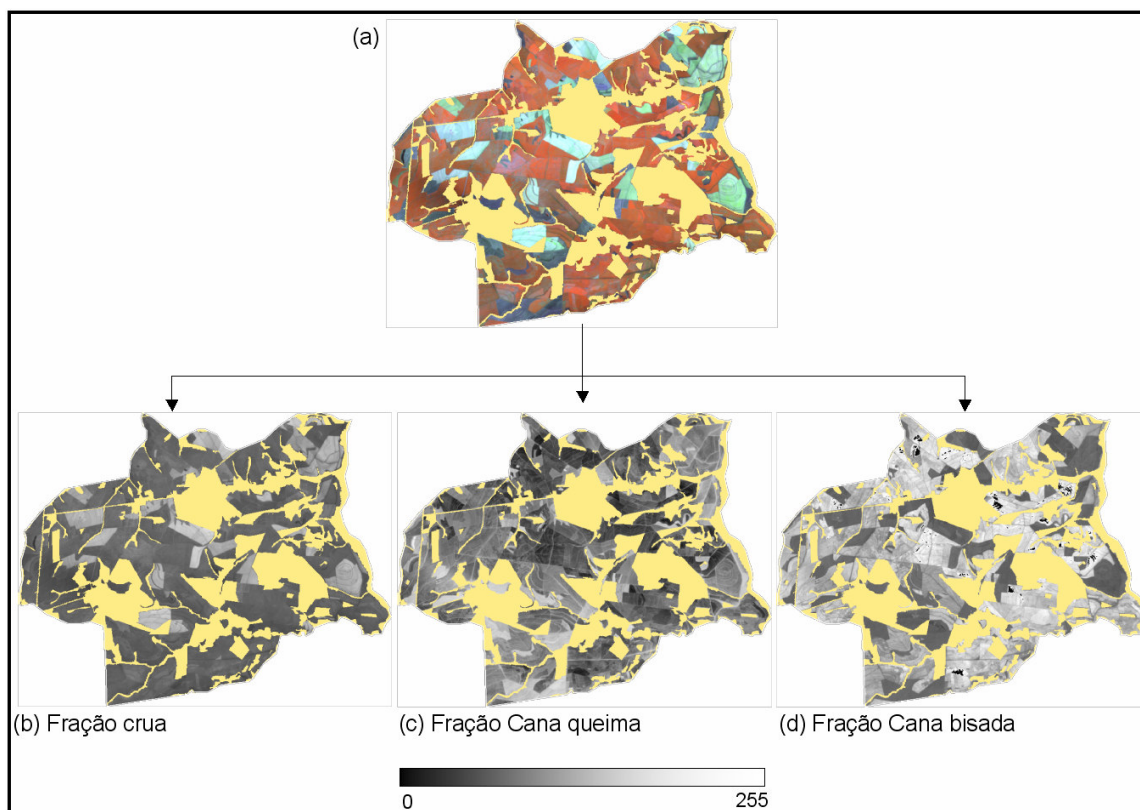 (a)
(b) Fração crua
(c) Fração Cana queima
(d) Fração Cana bisada
0
255